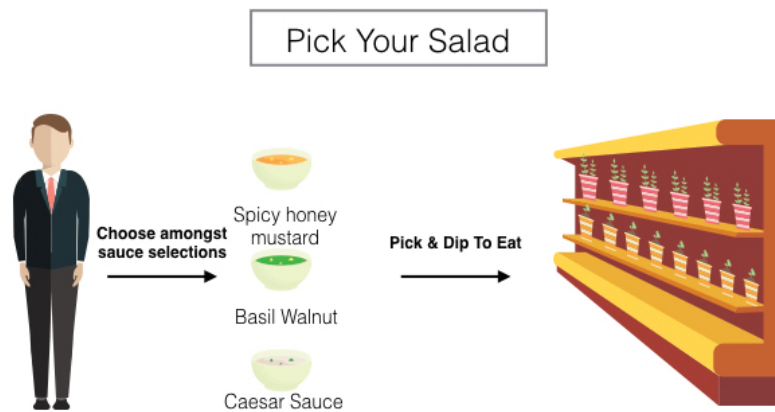 Pick Your Salad
Choose amongst
sauce selections
Spicy honey
mustard
Basil Walnut
Caesar Sauce
Pick & Dip To Eat